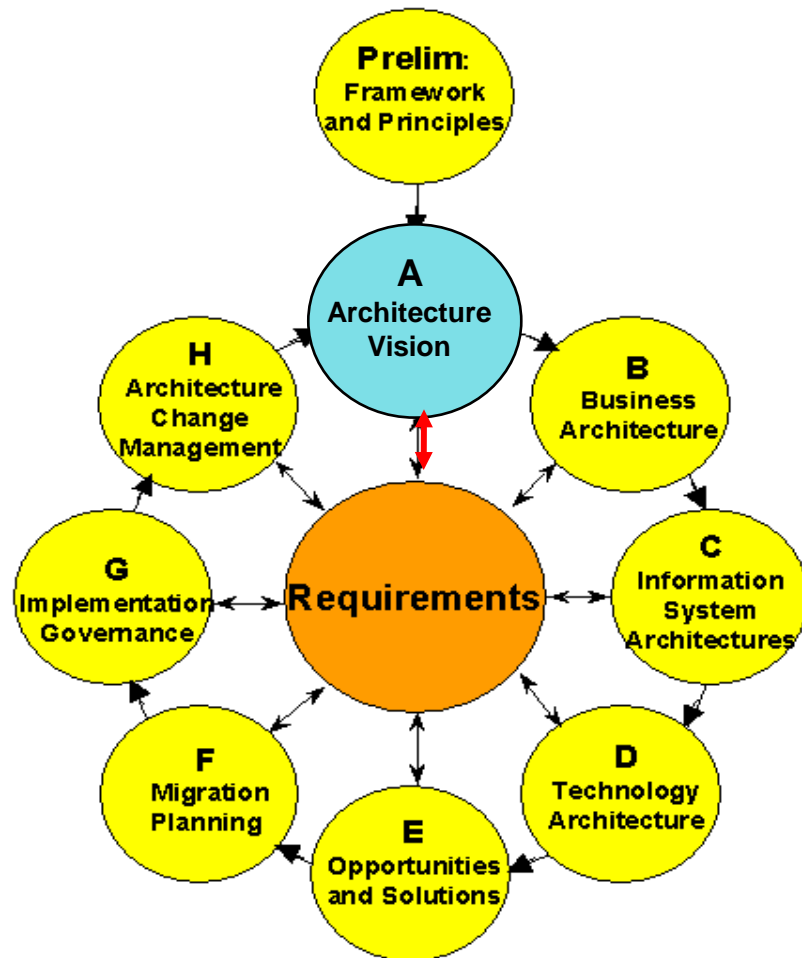 Prelim:
Framework
and Principles
A
Architecture
Vision
B
Business
Architecture
C
Information
System
Architectures
D
Technology
Architecture
E
Opportunities
and Solutions
F
Migration
Planning
G
Implementation
Governance
H
Architecture
Change
Management
Requirements